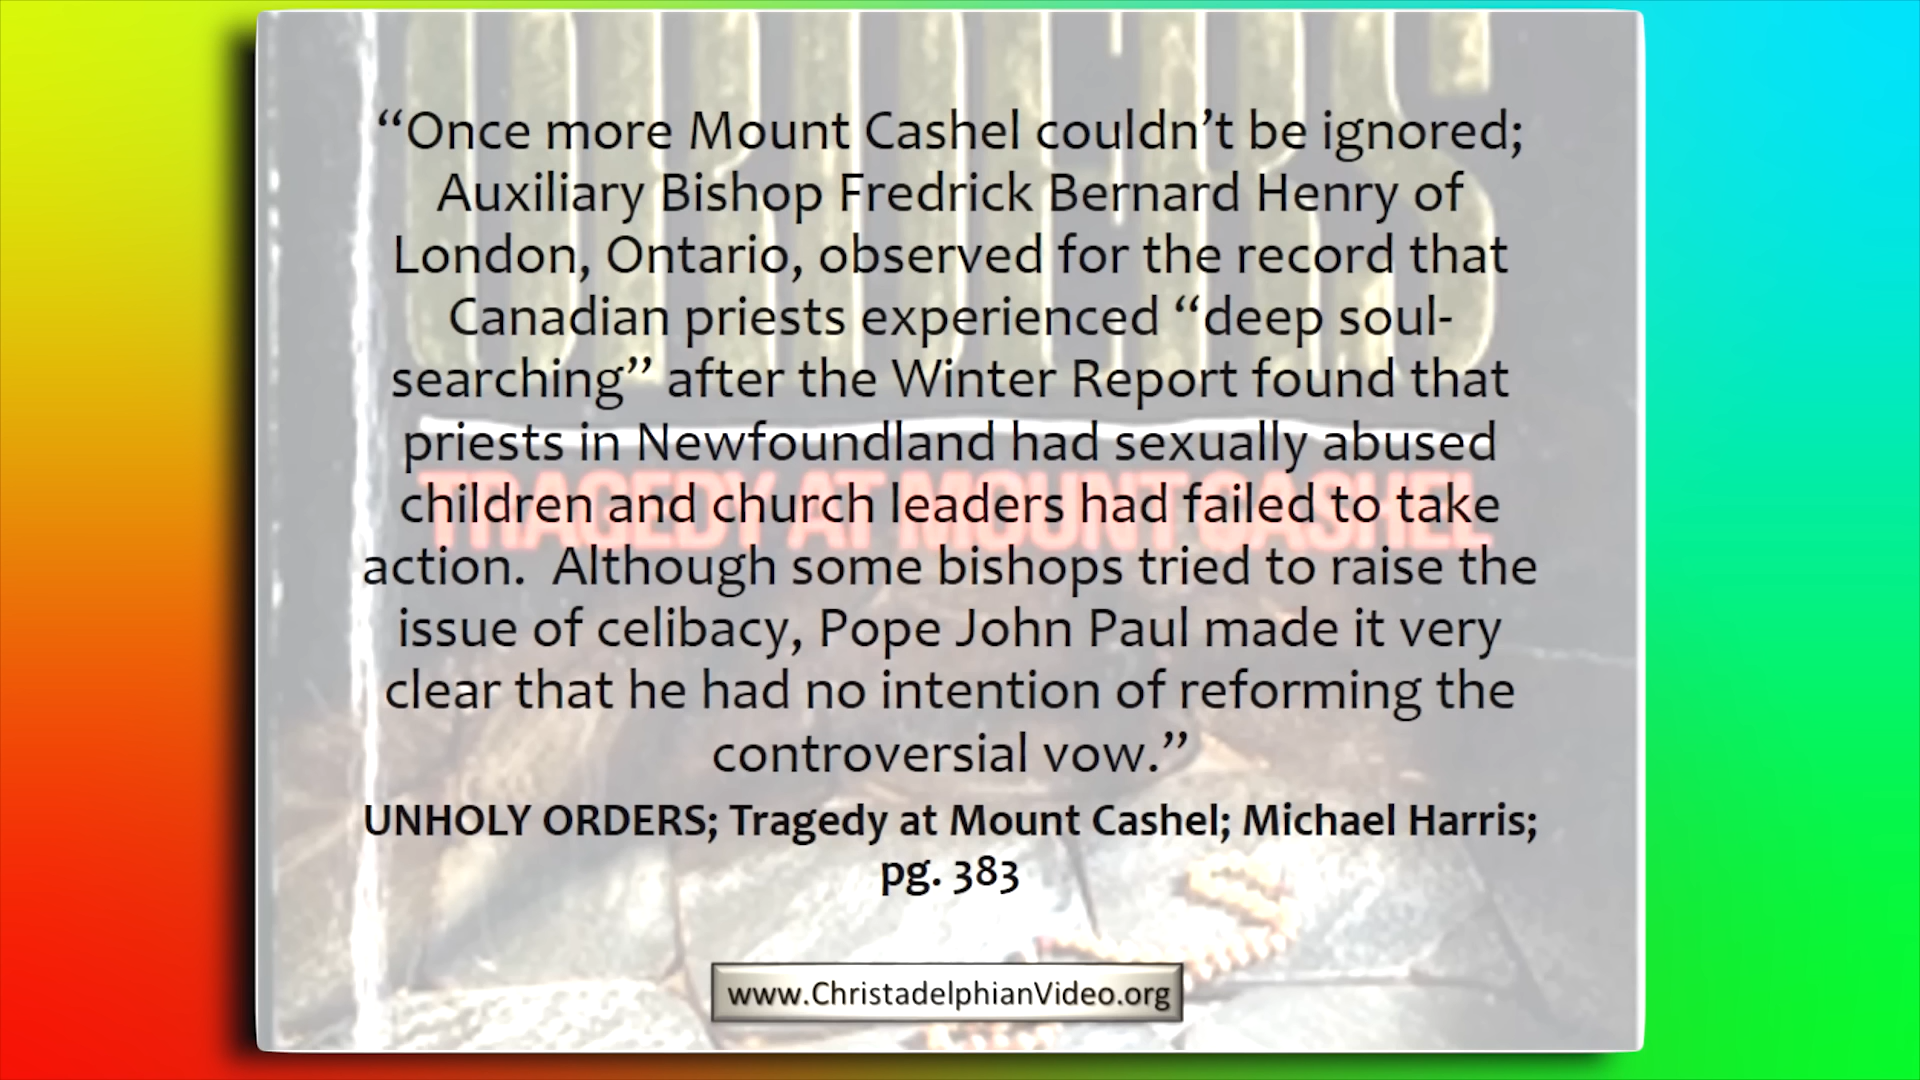 “Once more Mount Cashel couldn’t be ignored;
Auxiliary Bishop Fredrick Bernard Henry of
London, Ontario, observed for the record that
Canadian priests experienced “deep soul-
searching” after the Winter Report found that
priests in Newfoundland had sexually abused
children and church leaders had failed to take
action.  Although some bishops tried to raise the
issue of celibacy, Pope John Paul made it very
clear that he had no intention of reforming the
controversial vow.”
UNHOLY ORDERS; Tragedy at Mount Cashel; Michael Harris;
pg. 383
www.ChristadelphianVideo.org
ORDERS
TRAGEDY AT MOUNT CASHEL